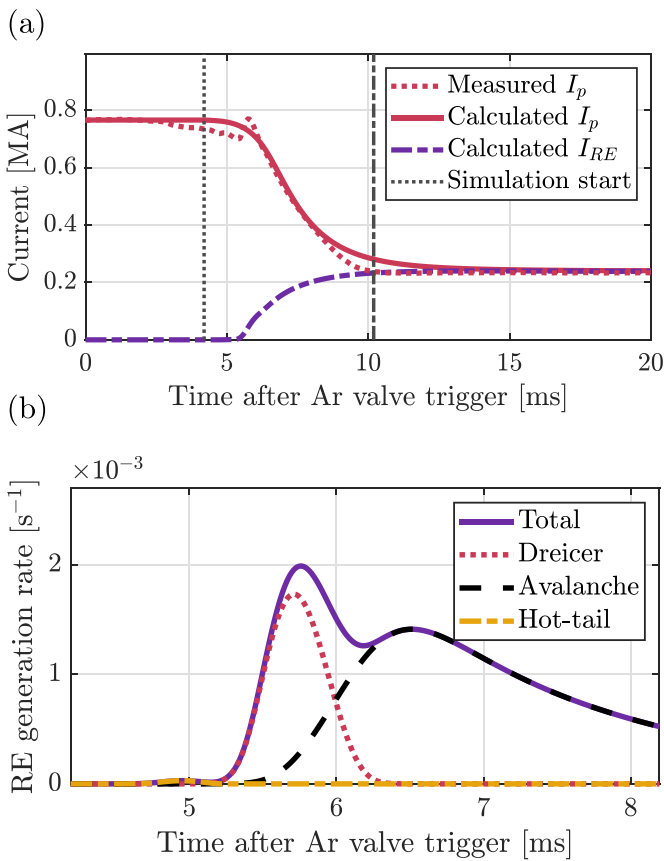 (a)
Current [MA]
0.8
0.6
0.4
0.2
0
Measured I_p
Calculated I_p
Calculated I_RE
Simulation start
0 5 10 15 20
Time after Ar valve trigger [ms]
(b)
×10⁻³
RE generation rate [s⁻¹]
2
1
0
Total
Dreicer
Avalanche
Hot-tail
5 6 7 8
Time after Ar valve trigger [ms]